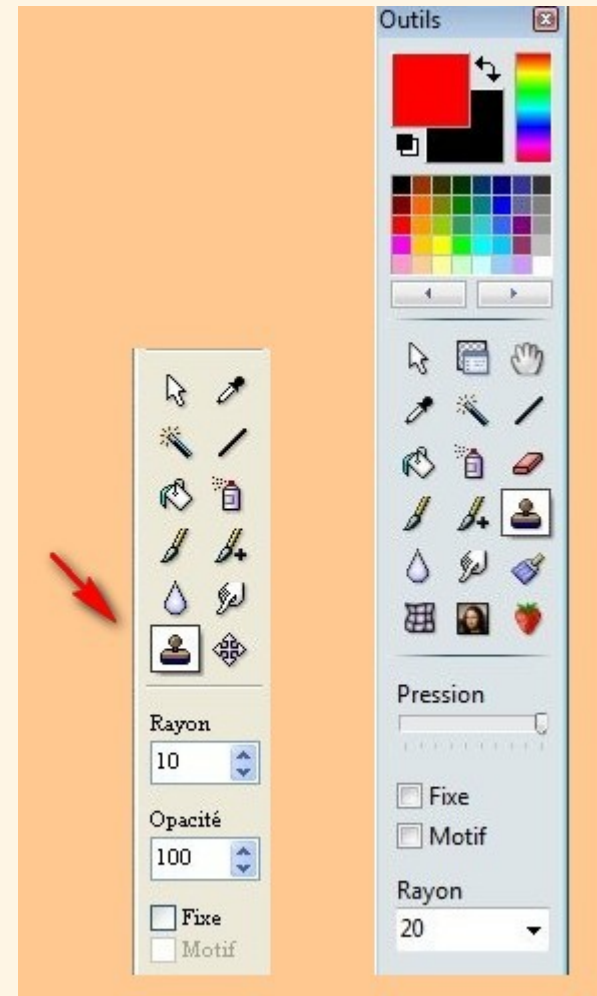 Rayon
10
Opacité
100
Fixe
Motif
Outils
Pression
Fixe
Motif
Rayon
20